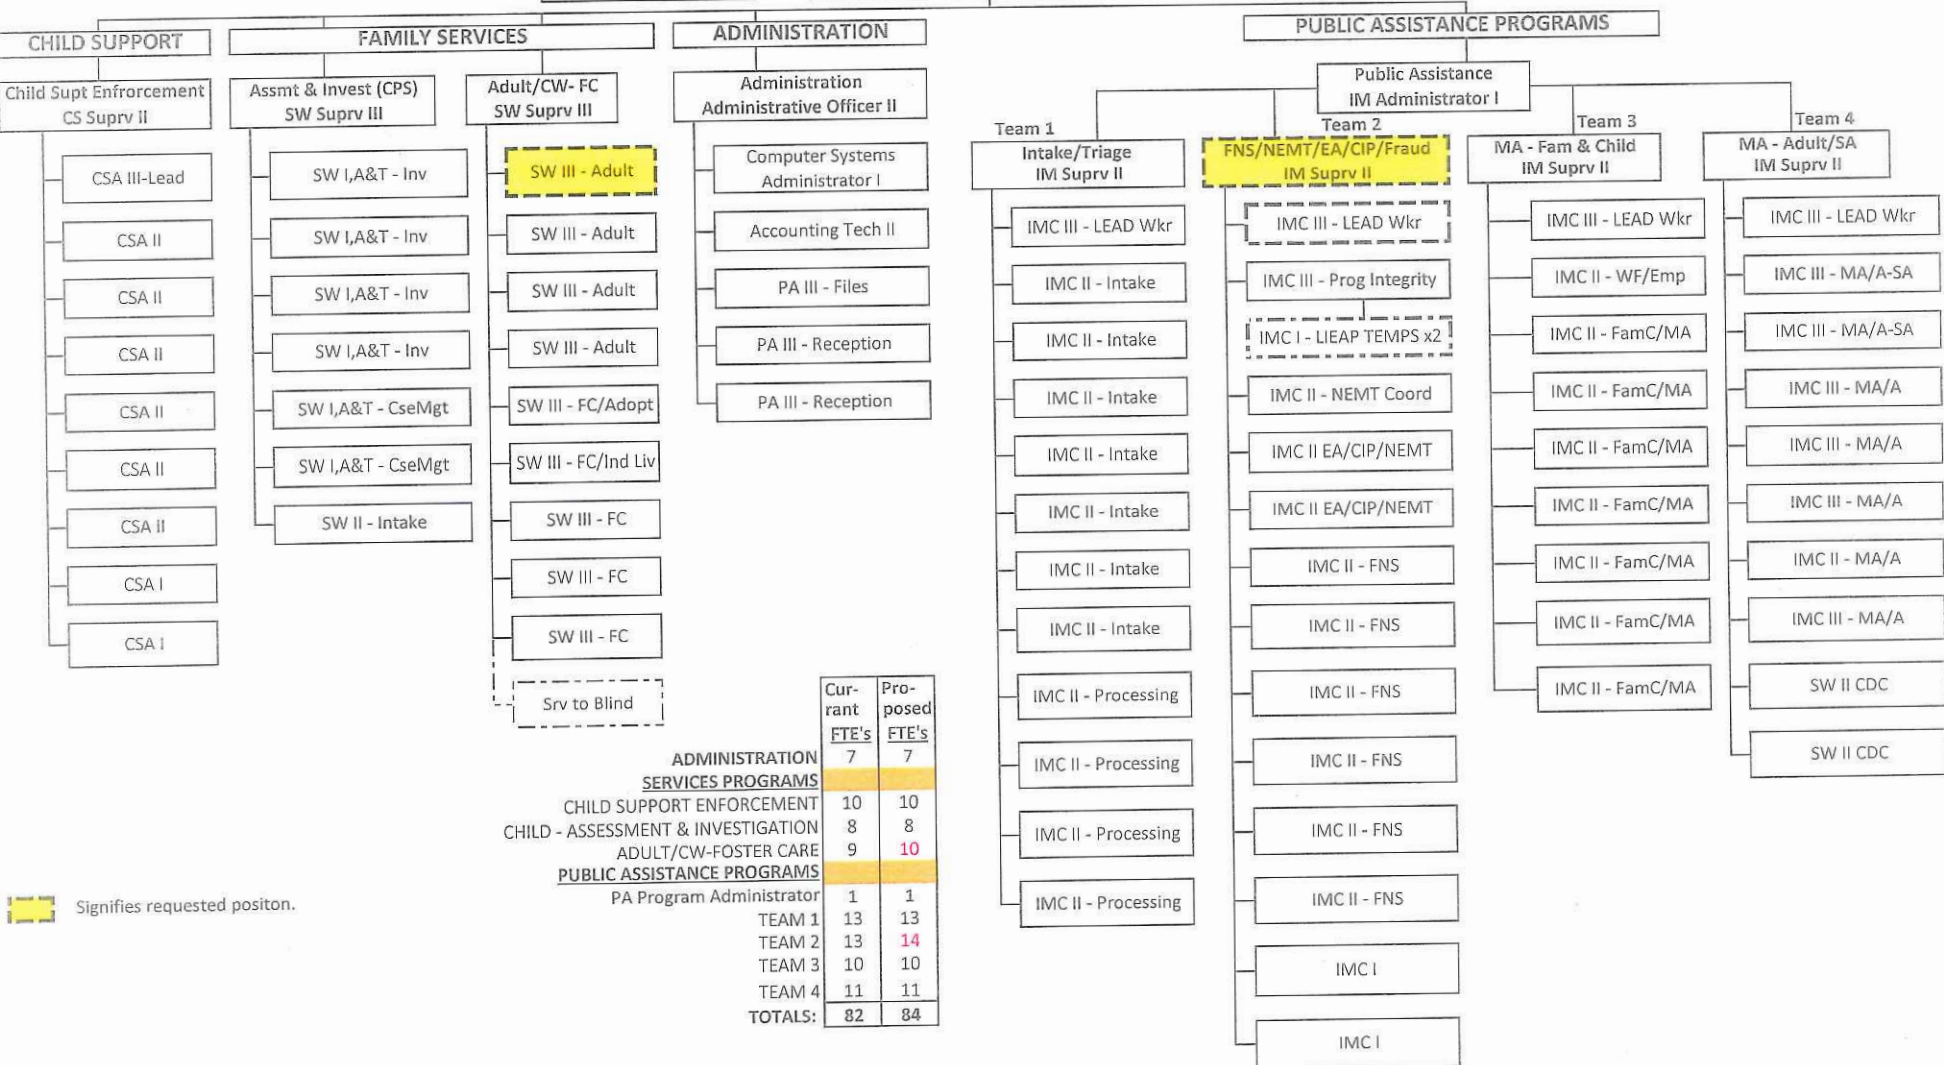 CHILD SUPPORT
FAMILY SERVICES
ADMINISTRATION
PUBLIC ASSISTANCE PROGRAMS
Child Supt Enforcement
CS Suprv II
CSA III-Lead
CSA II
CSA II
CSA II
CSA II
CSA II
CSA II
CSA I
CSA I
Assmt & Invest (CPS)
SW Suprv III
SW I,A&T - Inv
SW I,A&T - Inv
SW I,A&T - Inv
SW I,A&T - Inv
SW I,A&T - CseMgt
SW I,A&T - CseMgt
SW II - Intake
Adult/CW- FC
SW Suprv III
SW III - Adult
SW III - Adult
SW III - Adult
SW III - Adult
SW III - FC/Adopt
SW III - FC/Ind Liv
SW III - FC
SW III - FC
SW III - FC
Srv to Blind
Administration
Administrative Officer II
Computer Systems
Administrator I
Accounting Tech II
PA III - Files
PA III - Reception
PA III - Reception
Public Assistance
IM Administrator I
Team 1
Intake/Triage
IM Suprv II
IMC III - LEAD Wkr
IMC II - Intake
IMC II - Intake
IMC II - Intake
IMC II - Intake
IMC II - Intake
IMC II - Intake
IMC II - Intake
IMC II - Processing
IMC II - Processing
IMC II - Processing
IMC II - Processing
Team 2
FNS/NEMT/EA/CIP/Fraud
IM Suprv II
IMC III - LEAD Wkr
IMC III - Prog Integrity
IMC I - LIEAP TEMPS x2
IMC II - NEMT Coord
IMC II EA/CIP/NEMT
IMC II EA/CIP/NEMT
IMC II - FNS
IMC II - FNS
IMC II - FNS
IMC II - FNS
IMC II - FNS
IMC II - FNS
IMC I
IMC I
Team 3
MA - Fam & Child
IM Suprv II
IMC III - LEAD Wkr
IMC II - WF/Emp
IMC II - FamC/MA
IMC II - FamC/MA
IMC II - FamC/MA
IMC II - FamC/MA
IMC II - FamC/MA
IMC II - FamC/MA
IMC II - FamC/MA
Team 4
MA - Adult/SA
IM Suprv II
IMC III - LEAD Wkr
IMC III - MA/A-SA
IMC III - MA/A-SA
IMC III - MA/A
IMC III - MA/A
IMC III - MA/A
IMC II - MA/A
IMC III - MA/A
SW II CDC
SW II CDC
Cur- Pro-
rant posed
FTE's FTE's
ADMINISTRATION 7 7
SERVICES PROGRAMS
CHILD SUPPORT ENFORCEMENT 10 10
CHILD - ASSESSMENT & INVESTIGATION 8 8
ADULT/CW-FOSTER CARE 9 10
PUBLIC ASSISTANCE PROGRAMS
PA Program Administrator 1 1
TEAM 1 13 13
TEAM 2 13 14
TEAM 3 10 10
TEAM 4 11 11
TOTALS: 82 84
Signifies requested positon.